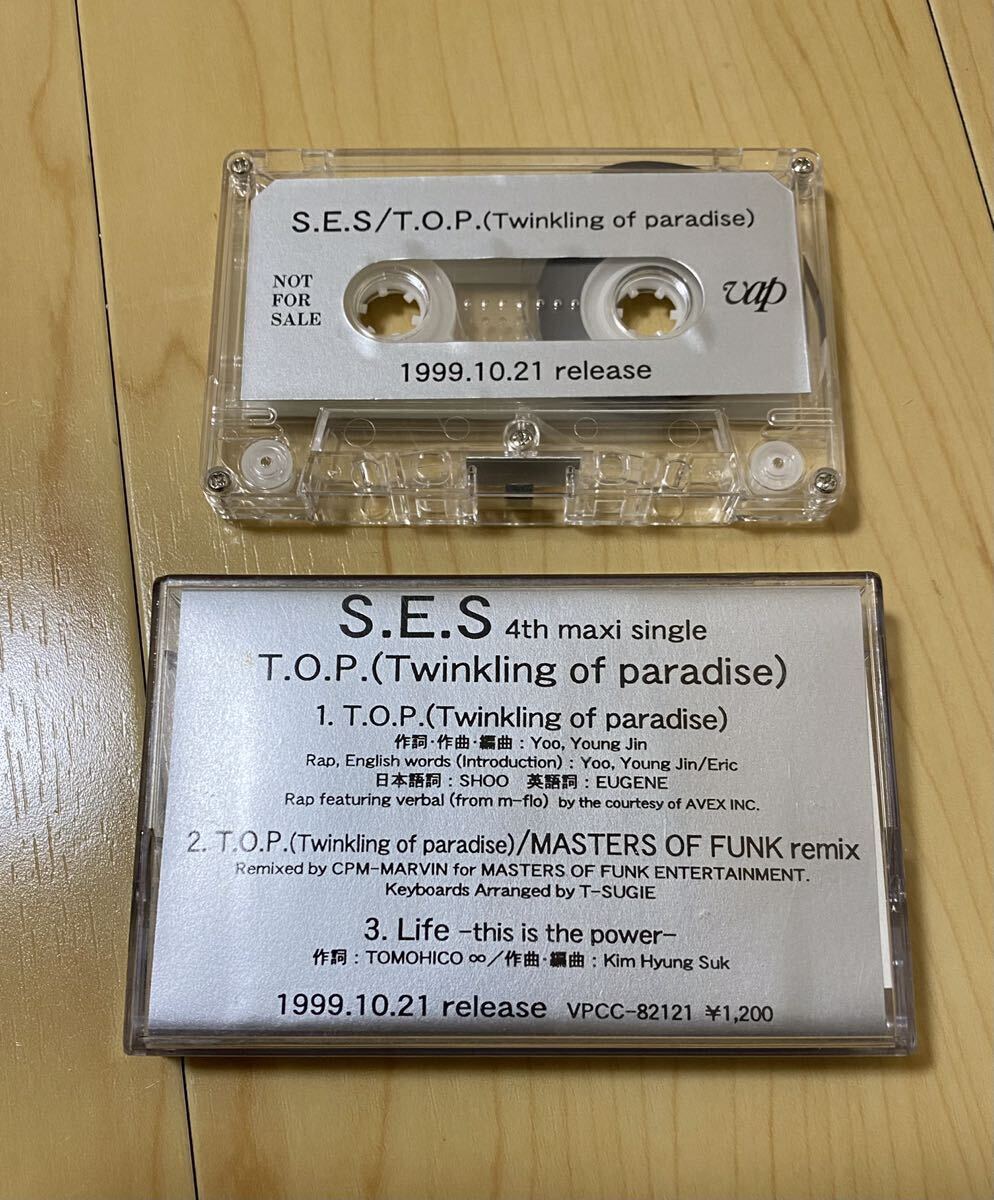 S.E.S/T.O.P.(Twinkling of paradise)
NOT
FOR
SALE
vap
1999.10.21 release
S.E.S 4th maxi single
T.O.P.(Twinkling of paradise)
1. T.O.P.(Twinkling of paradise)
作詞・作曲・編曲 : Yoo, Young Jin
Rap, English words (Introduction) : Yoo, Young Jin/Eric
日本語詞 : SHOO　英語詞 : EUGENE
Rap featuring verbal (from m-flo) by the courtesy of AVEX INC.
2. T.O.P.(Twinkling of paradise)/MASTERS OF FUNK remix
Remixed by CPM-MARVIN for MASTERS OF FUNK ENTERTAINMENT.
Keyboards Arranged by T-SUGIE
3. Life -this is the power-
作詞 : TOMOHICO ∞／作曲・編曲 : Kim Hyung Suk
1999.10.21 release VPCC-82121 ¥1,200